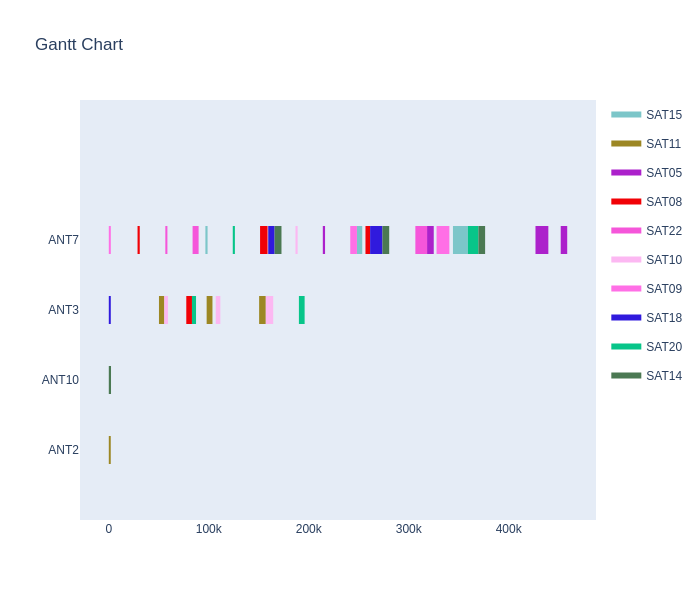 Gantt Chart
ANT7
ANT3
ANT10
ANT2
0
100k
200k
300k
400k
SAT15
SAT11
SAT05
SAT08
SAT22
SAT10
SAT09
SAT18
SAT20
SAT14